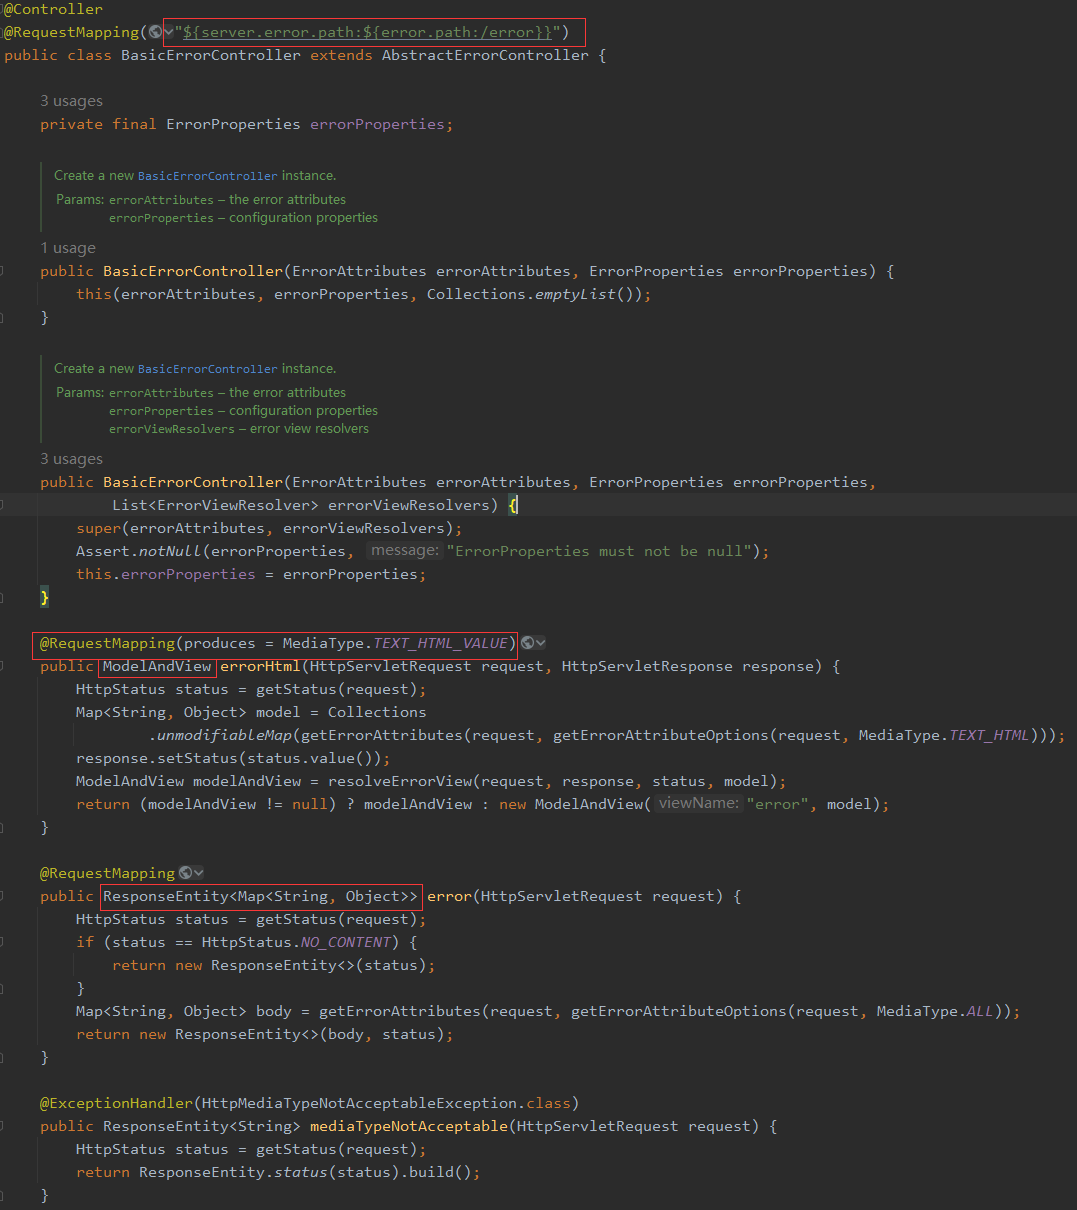 @Controller
@RequestMapping("${server.error.path:${error.path:/error}}")
public class BasicErrorController extends AbstractErrorController {
3 usages
private final ErrorProperties errorProperties;
Create a new BasicErrorController instance.
Params: errorAttributes – the error attributes
errorProperties – configuration properties
1 usage
public BasicErrorController(ErrorAttributes errorAttributes, ErrorProperties errorProperties) {
this(errorAttributes, errorProperties, Collections.emptyList());
}
Create a new BasicErrorController instance.
Params: errorAttributes – the error attributes
errorProperties – configuration properties
errorViewResolvers – error view resolvers
3 usages
public BasicErrorController(ErrorAttributes errorAttributes, ErrorProperties errorProperties,
List<ErrorViewResolver> errorViewResolvers) {
super(errorAttributes, errorViewResolvers);
Assert.notNull(errorProperties, message: "ErrorProperties must not be null");
this.errorProperties = errorProperties;
}
@RequestMapping(produces = MediaType.TEXT_HTML_VALUE)
public ModelAndView errorHtml(HttpServletRequest request, HttpServletResponse response) {
HttpStatus status = getStatus(request);
Map<String, Object> model = Collections
.unmodifiableMap(getErrorAttributes(request, getErrorAttributeOptions(request, MediaType.TEXT_HTML)));
response.setStatus(status.value());
ModelAndView modelAndView = resolveErrorView(request, response, status, model);
return (modelAndView != null) ? modelAndView : new ModelAndView( viewName: "error", model);
}
@RequestMapping
public ResponseEntity<Map<String, Object>> error(HttpServletRequest request) {
HttpStatus status = getStatus(request);
if (status == HttpStatus.NO_CONTENT) {
return new ResponseEntity<>(status);
}
Map<String, Object> body = getErrorAttributes(request, getErrorAttributeOptions(request, MediaType.ALL));
return new ResponseEntity<>(body, status);
}
@ExceptionHandler(HttpMediaTypeNotAcceptableException.class)
public ResponseEntity<String> mediaTypeNotAcceptable(HttpServletRequest request) {
HttpStatus status = getStatus(request);
return ResponseEntity.status(status).build();
}